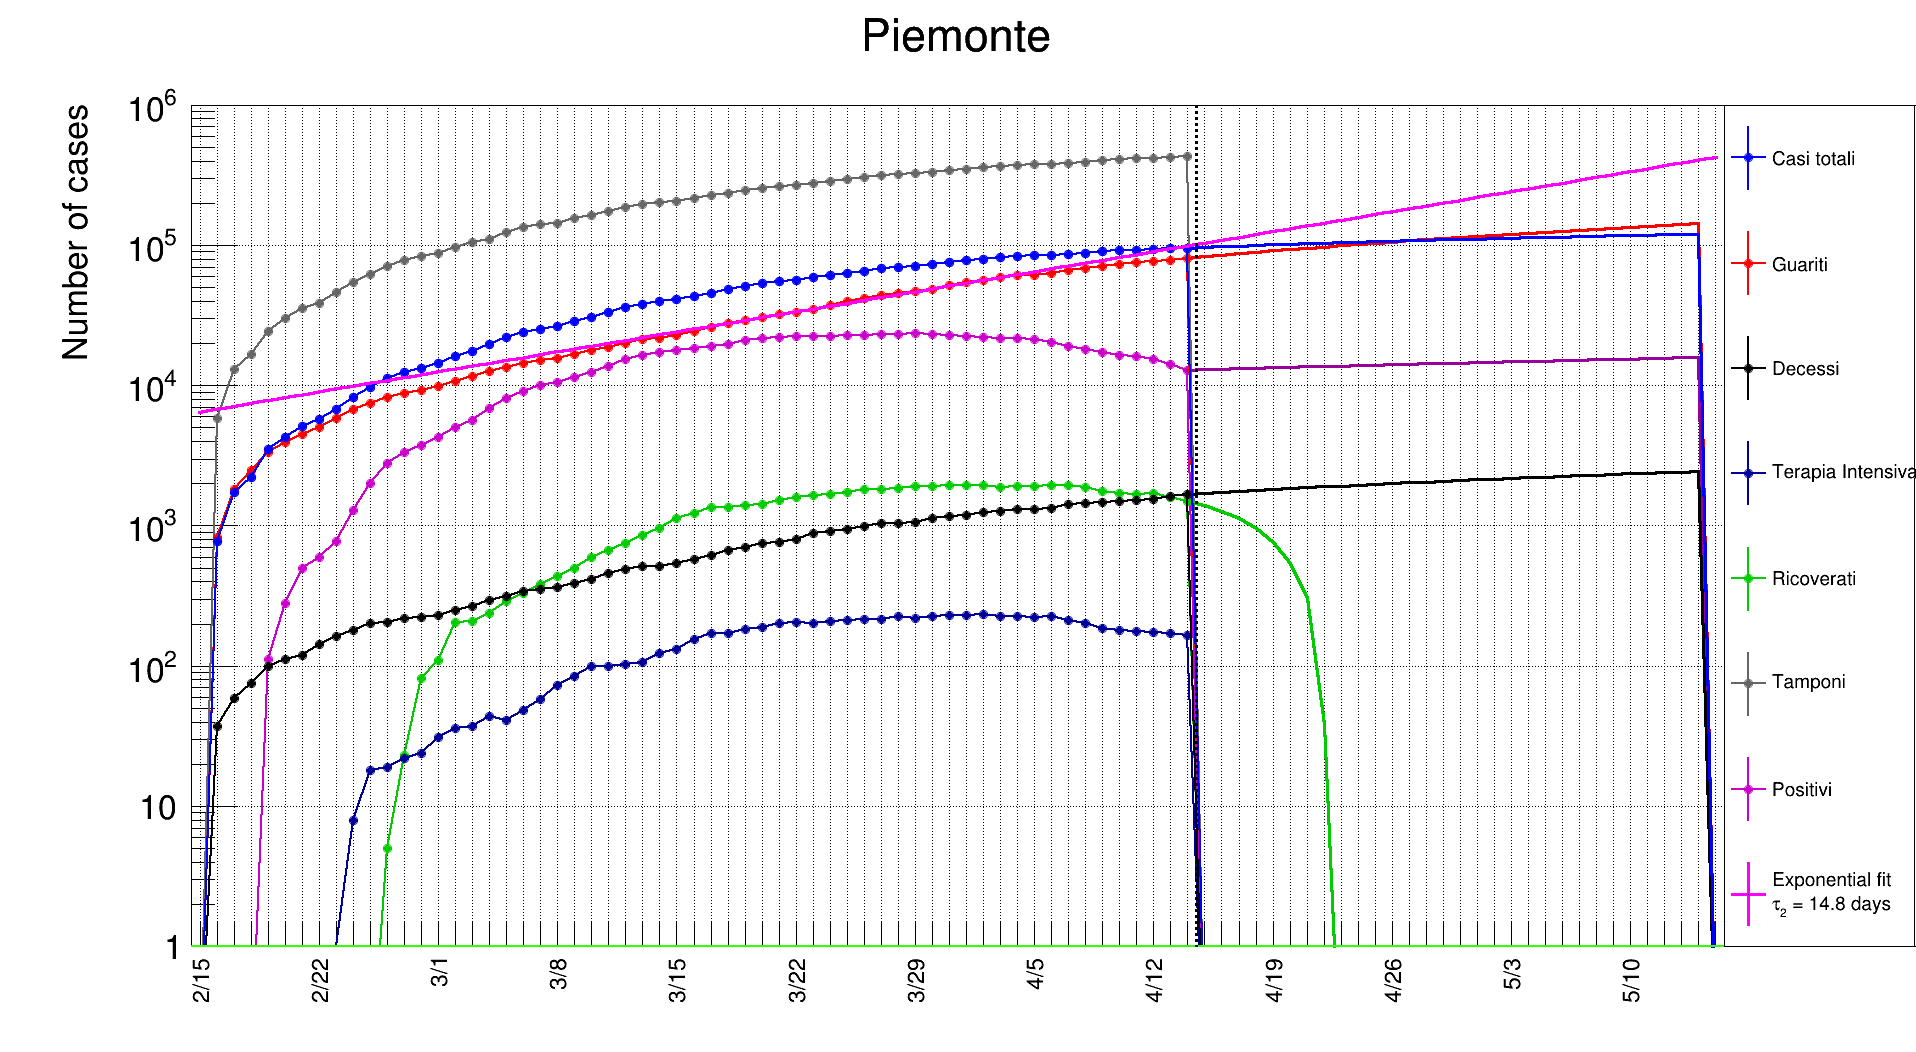 Piemonte
Number of cases
10^6
10^5
10^4
10^3
10^2
10
1
2/15 2/22 3/1 3/8 3/15 3/22 3/29 4/5 4/12 4/19 4/26 5/3 5/10
Casi totali
Guariti
Decessi
Terapia Intensiva
Ricoverati
Tamponi
Positivi
Exponential fit
τ₂ = 14.8 days